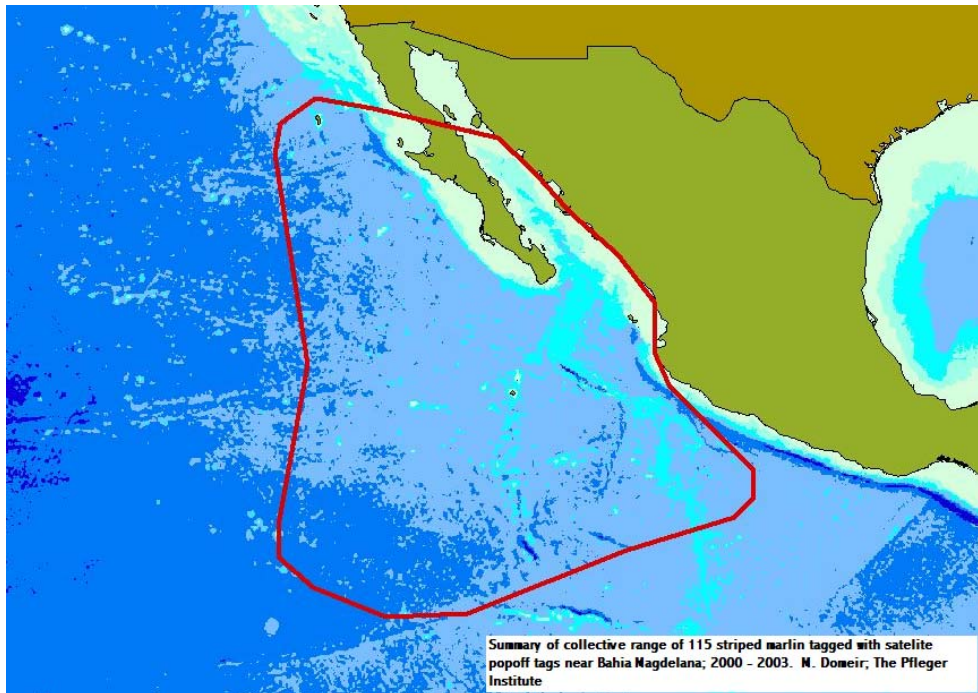 Summary of collective range of 115 striped marlin tagged with satelite
popoff tags near Bahia Magdelana; 2000 - 2003. M. Domeir; The Pfleger
Institute